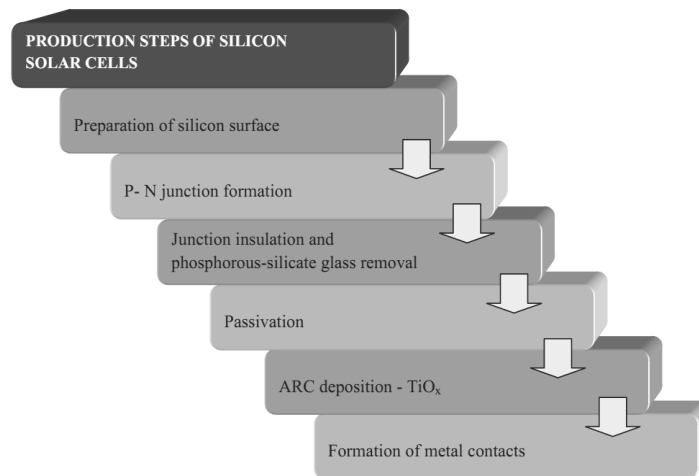 PRODUCTION STEPS OF SILICON
SOLAR CELLS
Preparation of silicon surface
P- N junction formation
Junction insulation and
phosphorous-silicate glass removal
Passivation
ARC deposition - TiOₓ
Formation of metal contacts